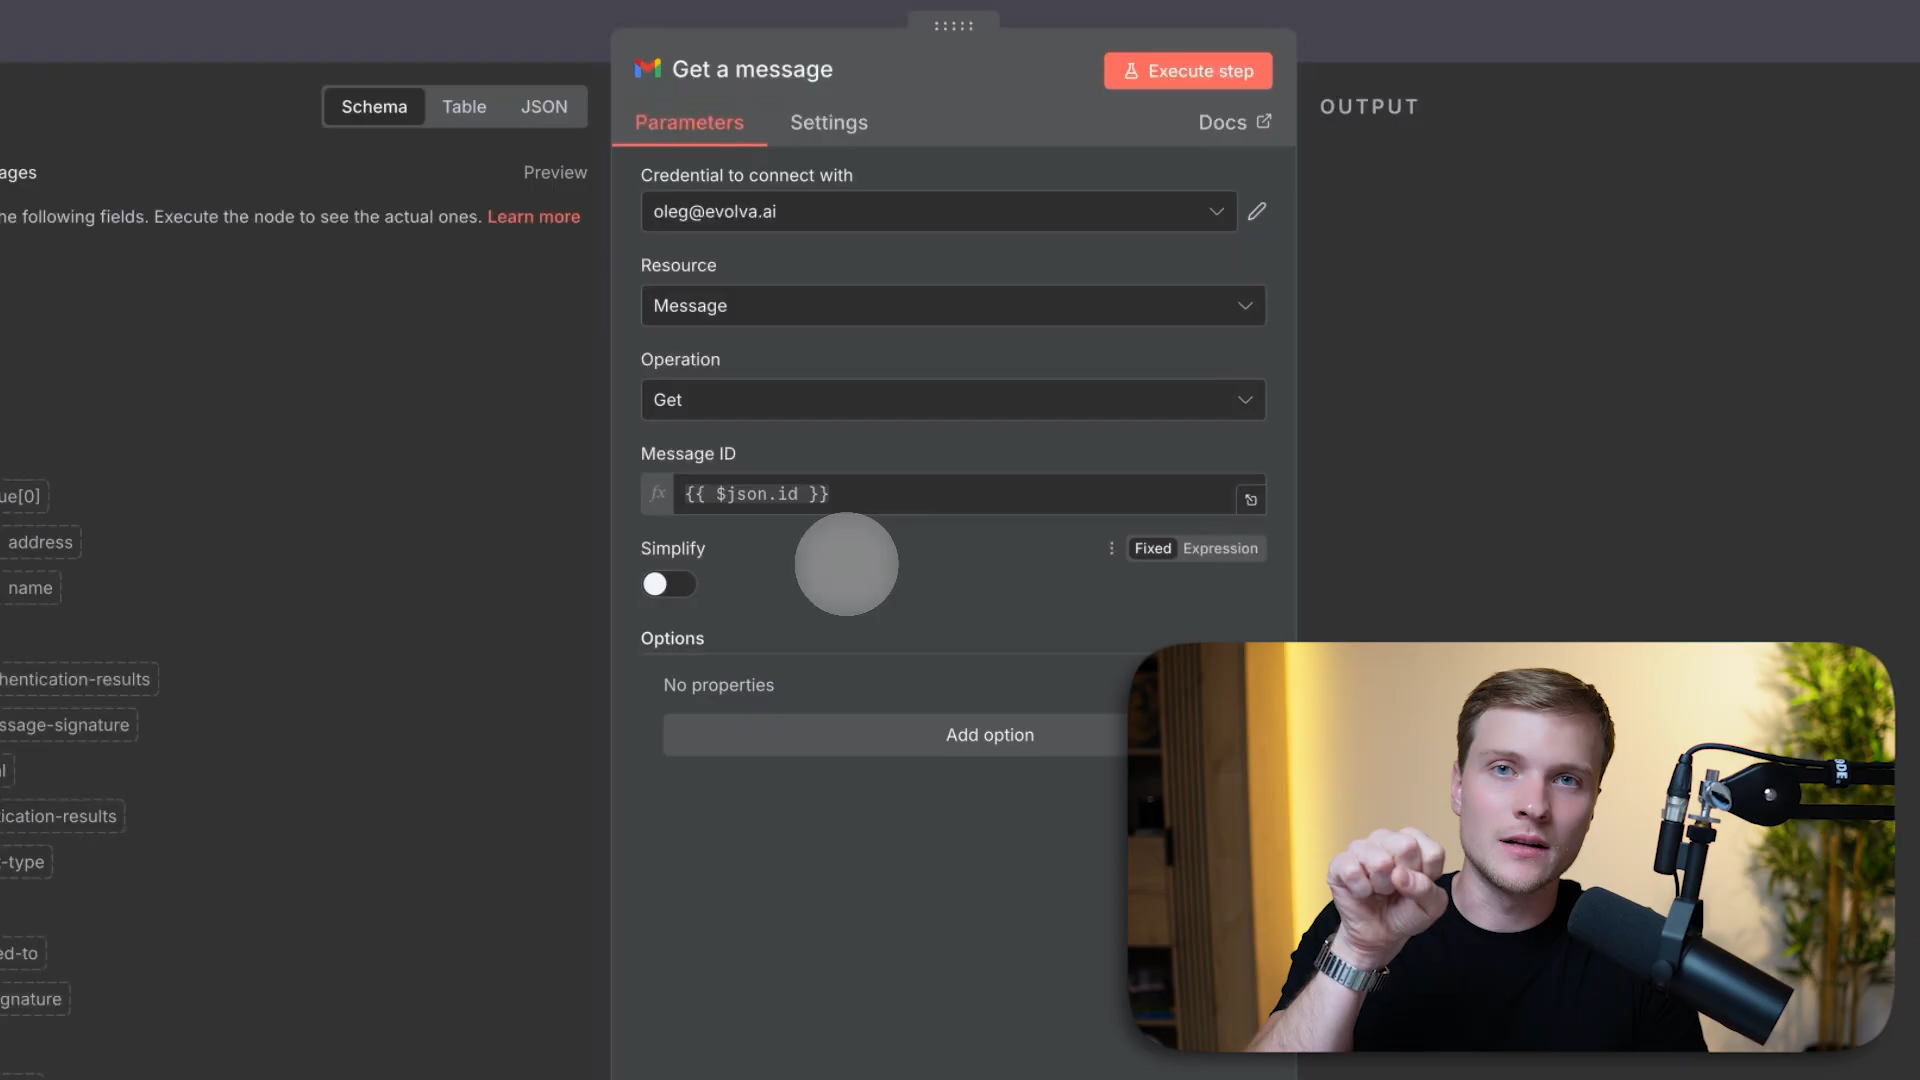 Get a message
Execute step
Schema
Table
JSON
OUTPUT
Parameters
Settings
Docs
ages
Preview
Credential to connect with
he following fields. Execute the node to see the actual ones. Learn more
oleg@evolva.ai
Resource
Message
Operation
Get
Message ID
fx
{{ $json.id }}
ue[0]
address
Simplify
Fixed
Expression
name
Options
hentication-results
No properties
ssage-signature
Add option
l
ication-results
-type
ed-to
gnature